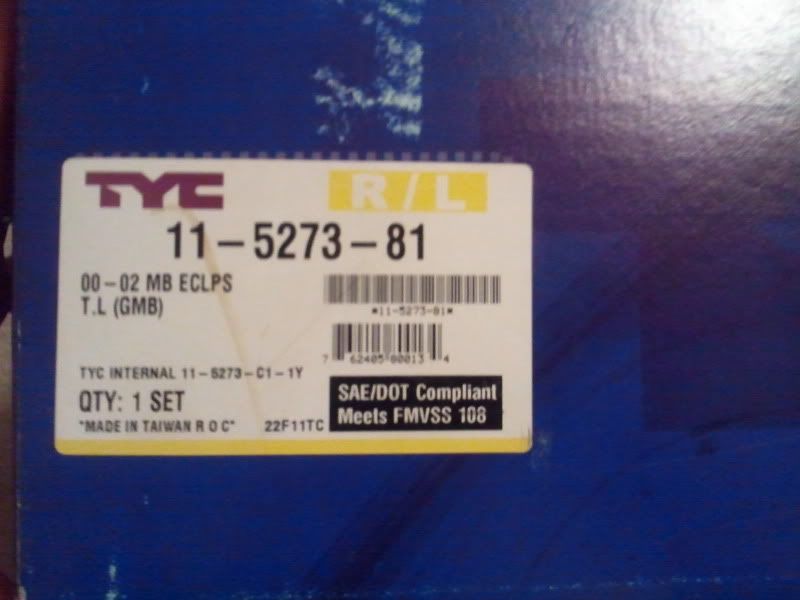 TYC R/L
11-5273-81
00-02 MB ECLPS
T.L (GMB)
*11-5273-81*
7 62405 80013 4
TYC INTERNAL 11-5273-C1-1Y
QTY: 1 SET
"MADE IN TAIWAN R O C" 22F11TC
SAE/DOT Compliant
Meets FMVSS 108